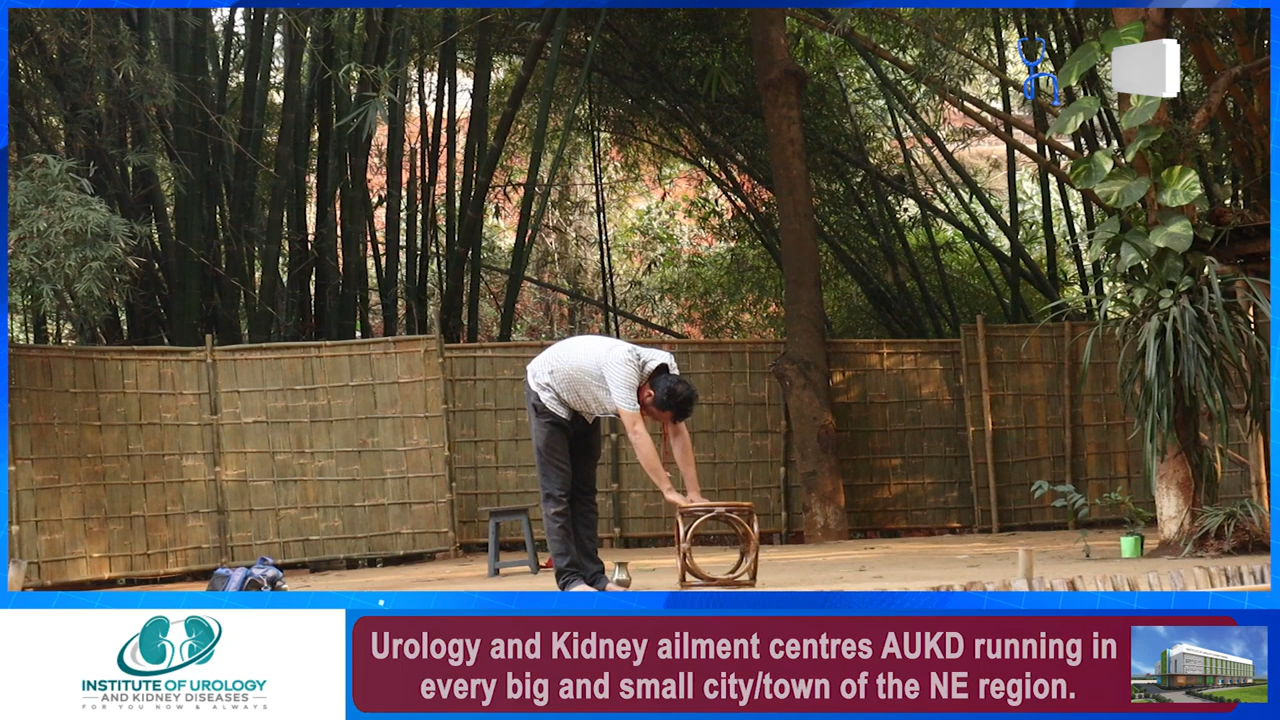 Urology and Kidney ailment centres AUKD running in
every big and small city/town of the NE region.
INSTITUTE OF UROLOGY
AND KIDNEY DISEASES
FOR YOU NOW & ALWAYS